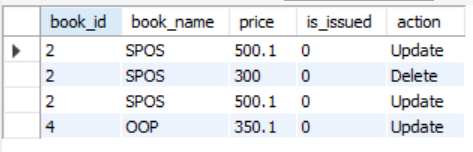 book_id book_name price is_issued action
2 SPOS 500.1 0 Update
2 SPOS 300 0 Delete
2 SPOS 500.1 0 Update
4 OOP 350.1 0 Update